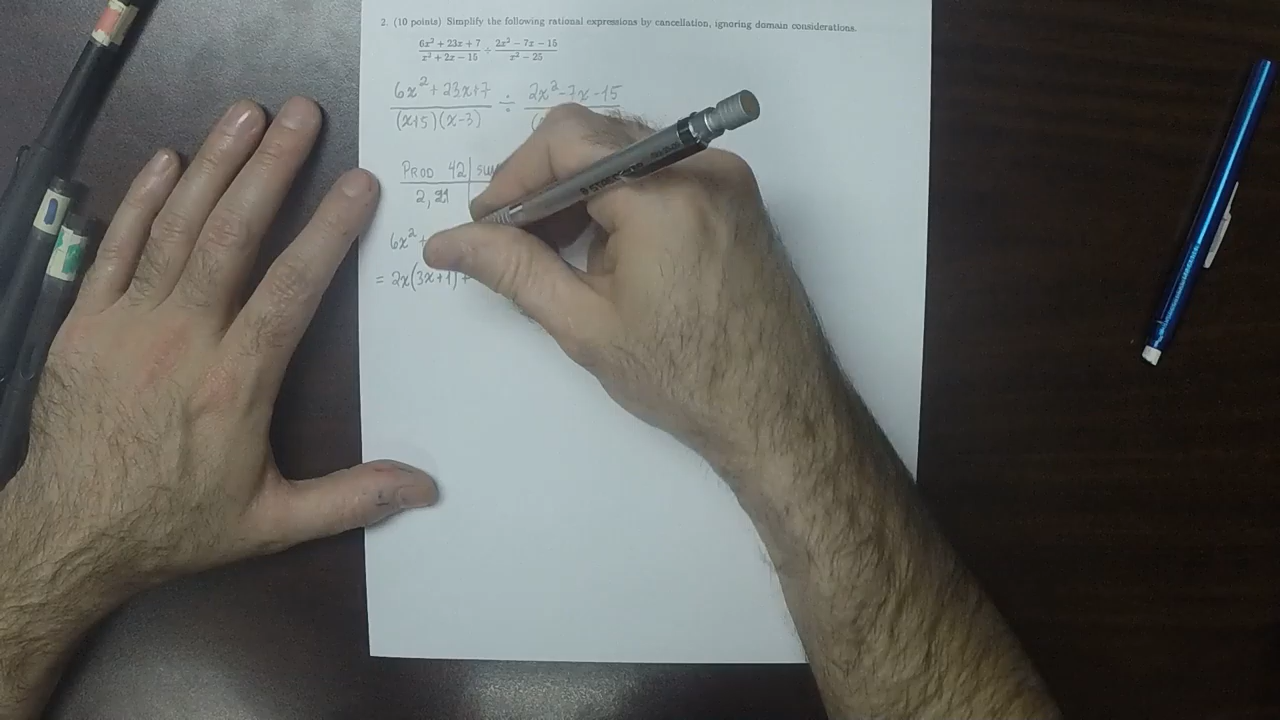 2. (10 points) Simplify the following rational expressions by cancellation, ignoring domain considerations.
6x² + 23x + 7 / x² + 2x − 15 ÷ 2x² − 7x − 15 / x² − 25
6x² + 23x+7 / (x+5)(x-3) ÷ 2x²-7x-15 / (
PROD 42 |
2, 21
6x² +
= 2x(3x+1) +